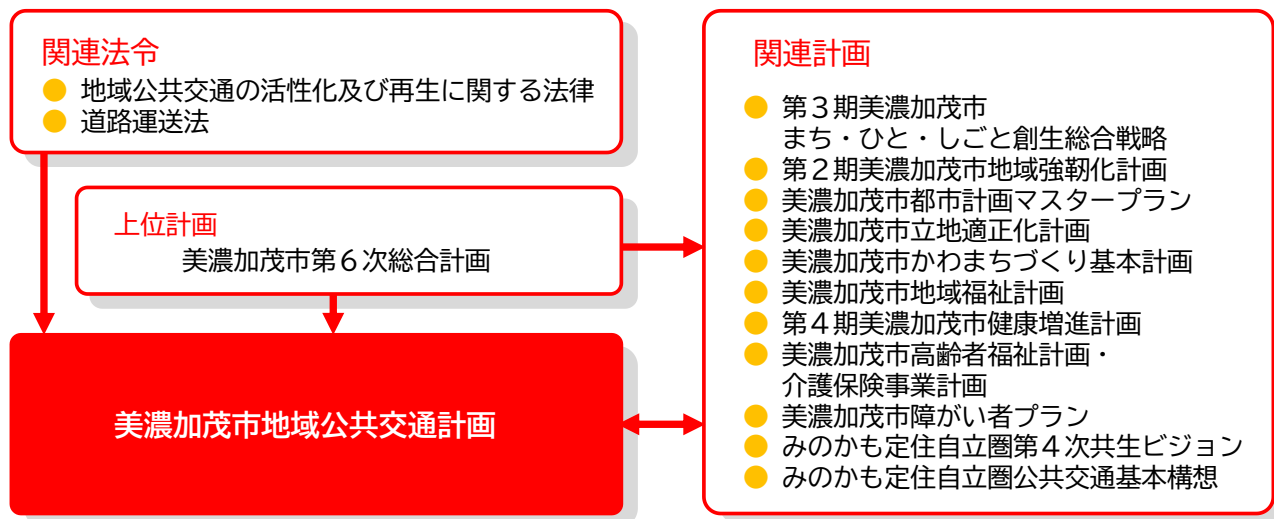 関連法令
● 地域公共交通の活性化及び再生に関する法律
● 道路運送法
上位計画
美濃加茂市第６次総合計画
美濃加茂市地域公共交通計画
関連計画
● 第３期美濃加茂市
まち・ひと・しごと創生総合戦略
● 第２期美濃加茂市地域強靭化計画
● 美濃加茂市都市計画マスタープラン
● 美濃加茂市立地適正化計画
● 美濃加茂市かわまちづくり基本計画
● 美濃加茂市地域福祉計画
● 第４期美濃加茂市健康増進計画
● 美濃加茂市高齢者福祉計画・
介護保険事業計画
● 美濃加茂市障がい者プラン
● みのかも定住自立圏第４次共生ビジョン
● みのかも定住自立圏公共交通基本構想